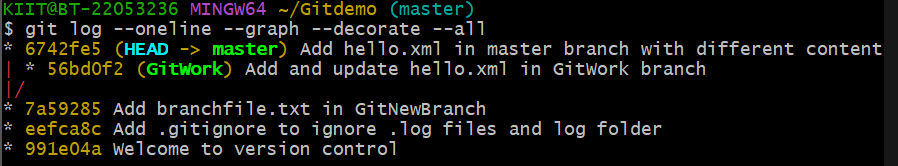 KIIT@BT-22053236 MINGW64 ~/Gitdemo (master)
$ git log --oneline --graph --decorate --all
* 6742fe5 (HEAD -> master) Add hello.xml in master branch with different content
| * 56bd0f2 (GitWork) Add and update hello.xml in GitWork branch
|/
* 7a59285 Add branchfile.txt in GitNewBranch
* eefca8c Add .gitignore to ignore .log files and log folder
* 991e04a Welcome to version control